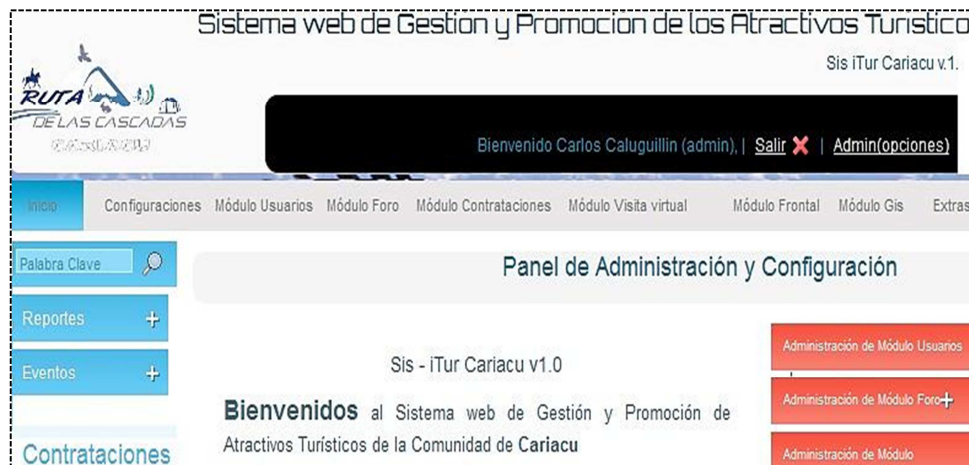 Sistema web de Gestión y Promocion de los Atractivos Turistico
Sis iTur Cariacu v.1.
RUTA
DE LAS CASCADAS
CARIACU
Bienvenido Carlos Caluguillin (admin), | Salir | Admin(opciones)
Inicio Configuraciones Módulo Usuarios Módulo Foro Módulo Contrataciones Módulo Visita virtual Módulo Frontal Módulo Gis Extras
Palabra Clave
Panel de Administración y Configuración
Reportes +
Eventos +
Contrataciones
Sis - iTur Cariacu v1.0
Bienvenidos al Sistema web de Gestión y Promoción de
Atractivos Turísticos de la Comunidad de Cariacu
Administración de Módulo Usuarios
Administración de Módulo Foro+
Administración de Módulo